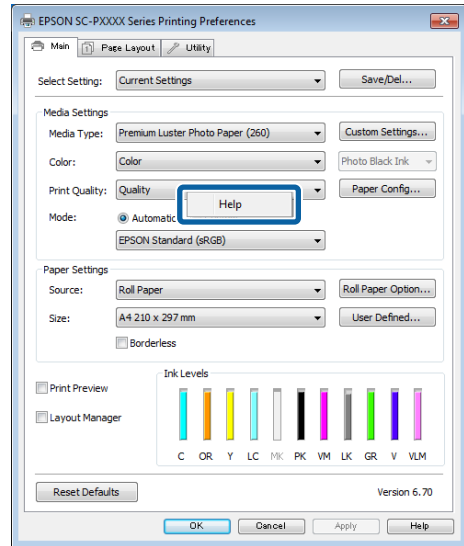 EPSON SC-PXXXX Series Printing Preferences
Main Page Layout Utility
Select Setting: Current Settings Save/Del...
Media Settings
Media Type: Premium Luster Photo Paper (260) Custom Settings...
Color: Color Photo Black Ink
Print Quality: Quality Paper Config...
Help
Mode: Automatic
EPSON Standard (sRGB)
Paper Settings
Source: Roll Paper Roll Paper Option...
Size: A4 210 x 297 mm User Defined...
Borderless
Ink Levels
Print Preview
Layout Manager
C OR Y LC MK PK VM LK GR V VLM
Reset Defaults Version 6.70
OK Cancel Apply Help